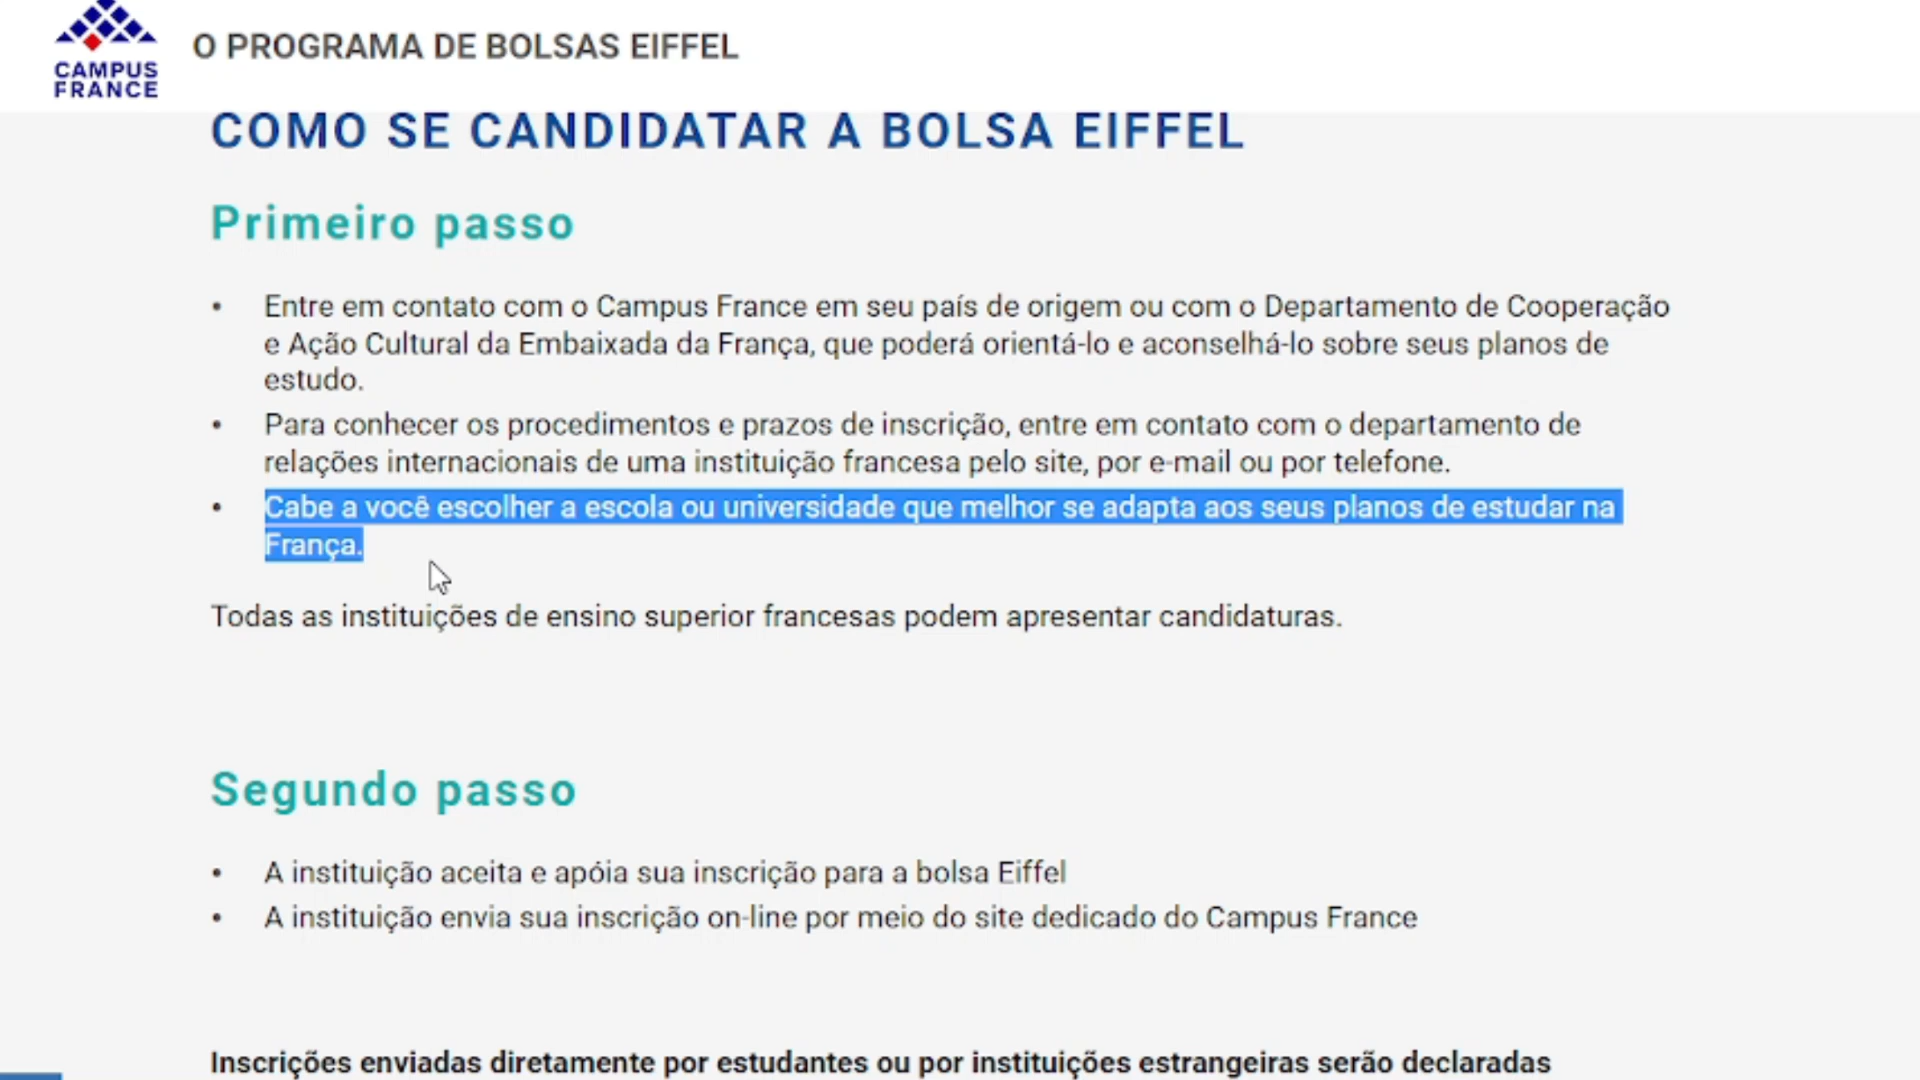 CAMPUS
FRANCE
O PROGRAMA DE BOLSAS EIFFEL
COMO SE CANDIDATAR A BOLSA EIFFEL
Primeiro passo
• Entre em contato com o Campus France em seu país de origem ou com o Departamento de Cooperação
e Ação Cultural da Embaixada da França, que poderá orientá-lo e aconselhá-lo sobre seus planos de
estudo.
• Para conhecer os procedimentos e prazos de inscrição, entre em contato com o departamento de
relações internacionais de uma instituição francesa pelo site, por e-mail ou por telefone.
• Cabe a você escolher a escola ou universidade que melhor se adapta aos seus planos de estudar na
França.
Todas as instituições de ensino superior francesas podem apresentar candidaturas.
Segundo passo
• A instituição aceita e apóia sua inscrição para a bolsa Eiffel
• A instituição envia sua inscrição on-line por meio do site dedicado do Campus France
Inscrições enviadas diretamente por estudantes ou por instituições estrangeiras serão declaradas